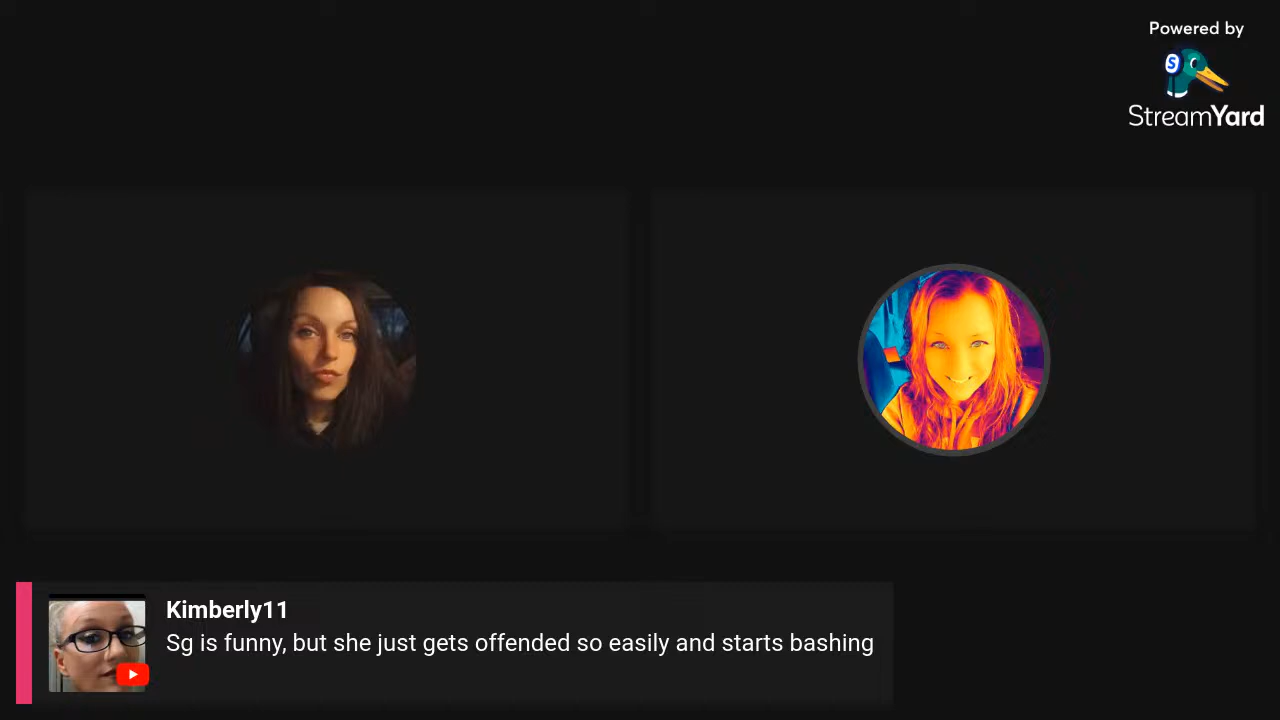 Powered by
S
StreamYard
Kimberly11
Sg is funny, but she just gets offended so easily and starts bashing